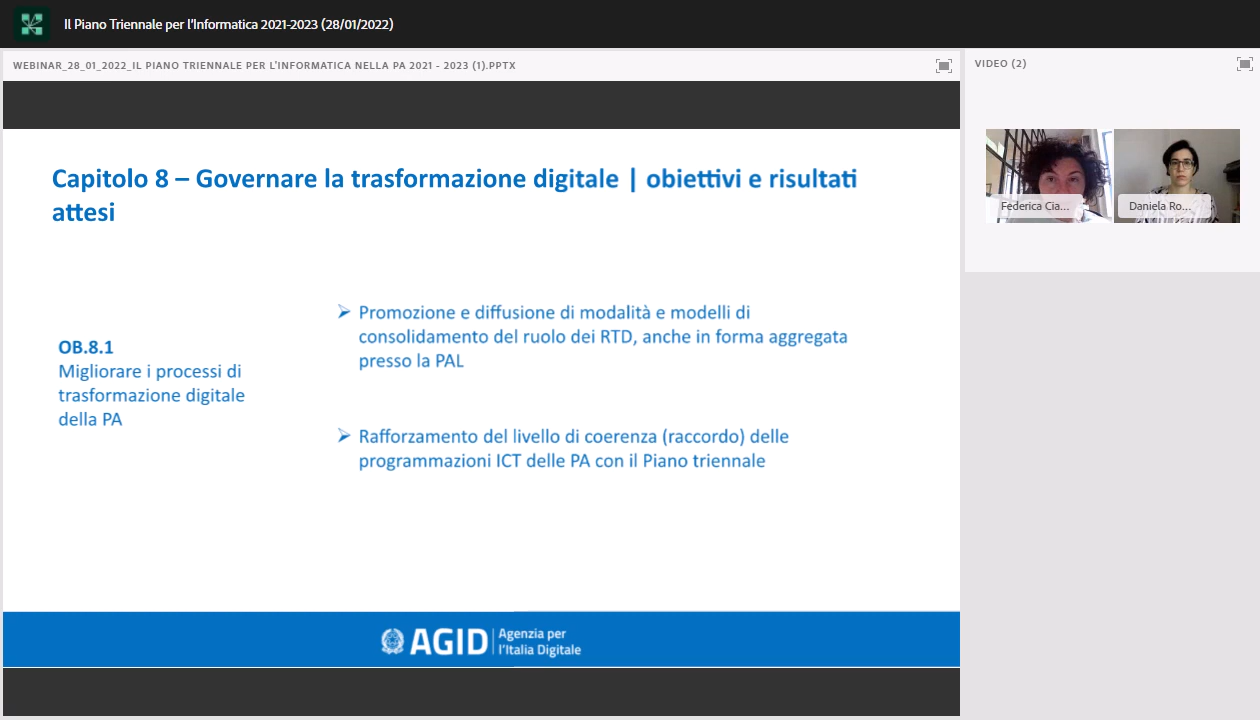 Il Piano Triennale per l'Informatica 2021-2023 (28/01/2022)
WEBINAR_28_01_2022_IL PIANO TRIENNALE PER L'INFORMATICA NELLA PA 2021 - 2023 (1).PPTX
VIDEO (2)
Federica Cia...
Daniela Ro...
Capitolo 8 – Governare la trasformazione digitale | obiettivi e risultati
attesi
OB.8.1
Migliorare i processi di
trasformazione digitale
della PA
➢ Promozione e diffusione di modalità e modelli di
consolidamento del ruolo dei RTD, anche in forma aggregata
presso la PAL
➢ Rafforzamento del livello di coerenza (raccordo) delle
programmazioni ICT delle PA con il Piano triennale
AGID
Agenzia per
l'Italia Digitale